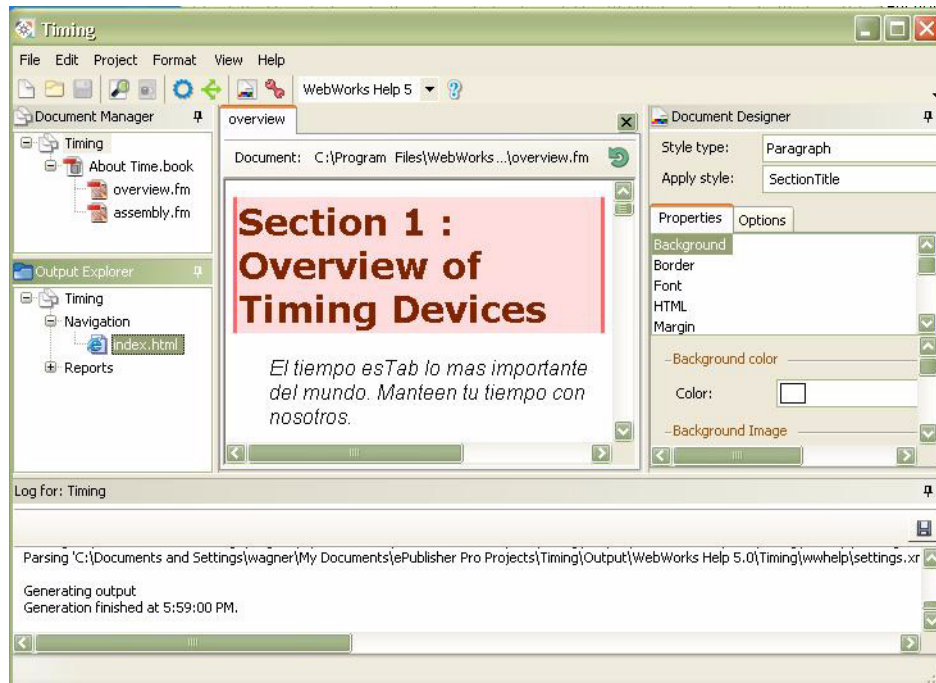 Timing
File Edit Project Format View Help
WebWorks Help 5
Document Manager
Timing
About Time.book
overview.fm
assembly.fm
Output Explorer
Timing
Navigation
index.html
Reports
overview
Document: C:\Program Files\WebWorks...\overview.fm
Section 1 :
Overview of
Timing Devices
El tiempo esTab lo mas importante
del mundo. Manteen tu tiempo con
nosotros.
Document Designer
Style type: Paragraph
Apply style: SectionTitle
Properties Options
Background
Border
Font
HTML
Margin
Background color
Color:
Background Image
Log for: Timing
Parsing 'C:\Documents and Settings\wagner\My Documents\ePublisher Pro Projects\Timing\Output\WebWorks Help 5.0\Timing\wwhelp\settings.xr
Generating output
Generation finished at 5:59:00 PM.